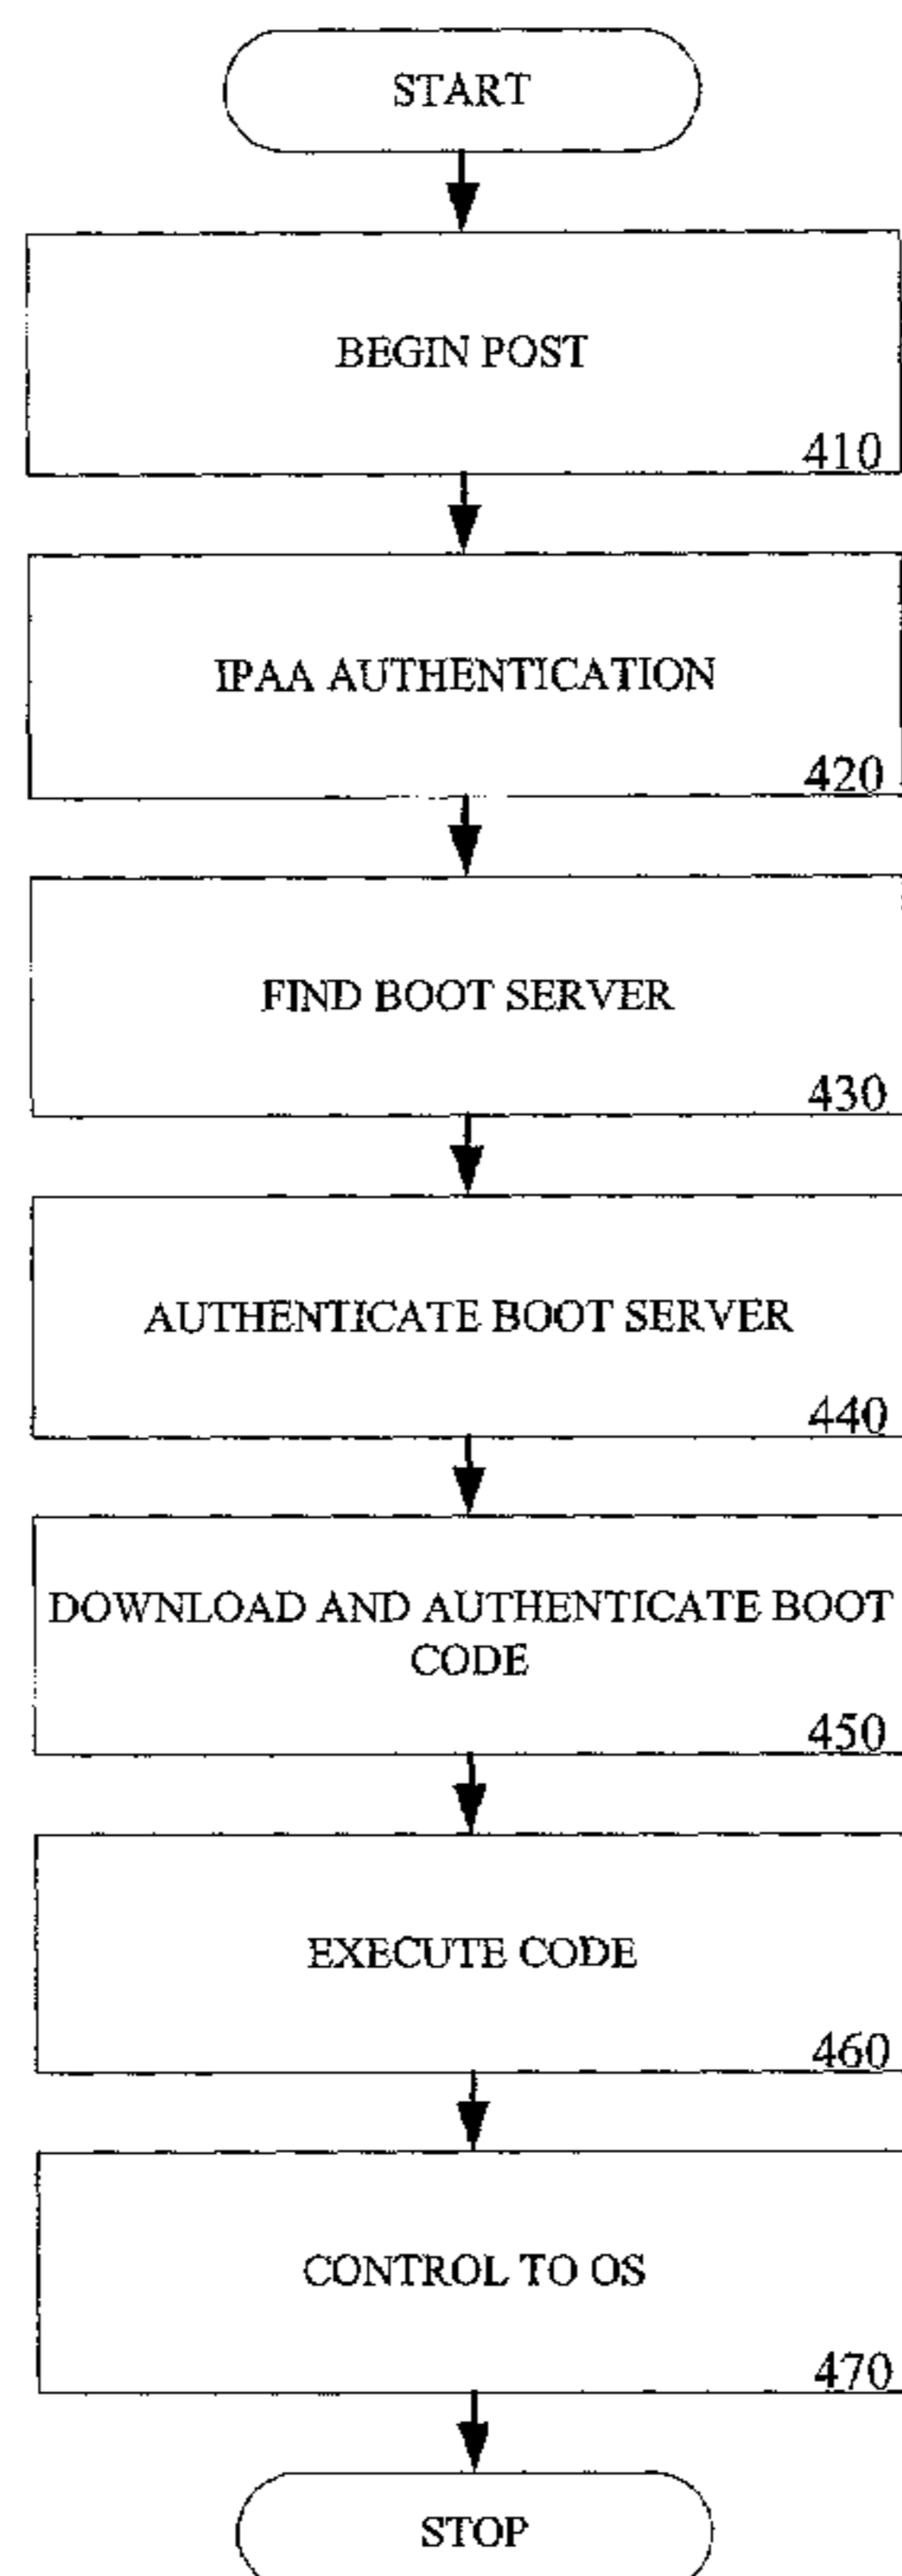 START
BEGIN POST
410
IPAA AUTHENTICATION
420
FIND BOOT SERVER
430
AUTHENTICATE BOOT SERVER
440
DOWNLOAD AND AUTHENTICATE BOOT
CODE
450
EXECUTE CODE
460
CONTROL TO OS
470
STOP